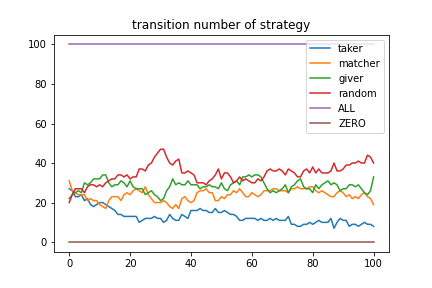 transition number of strategy
100
80
60
40
20
0
0
20
40
60
80
100
taker
matcher
giver
random
ALL
ZERO